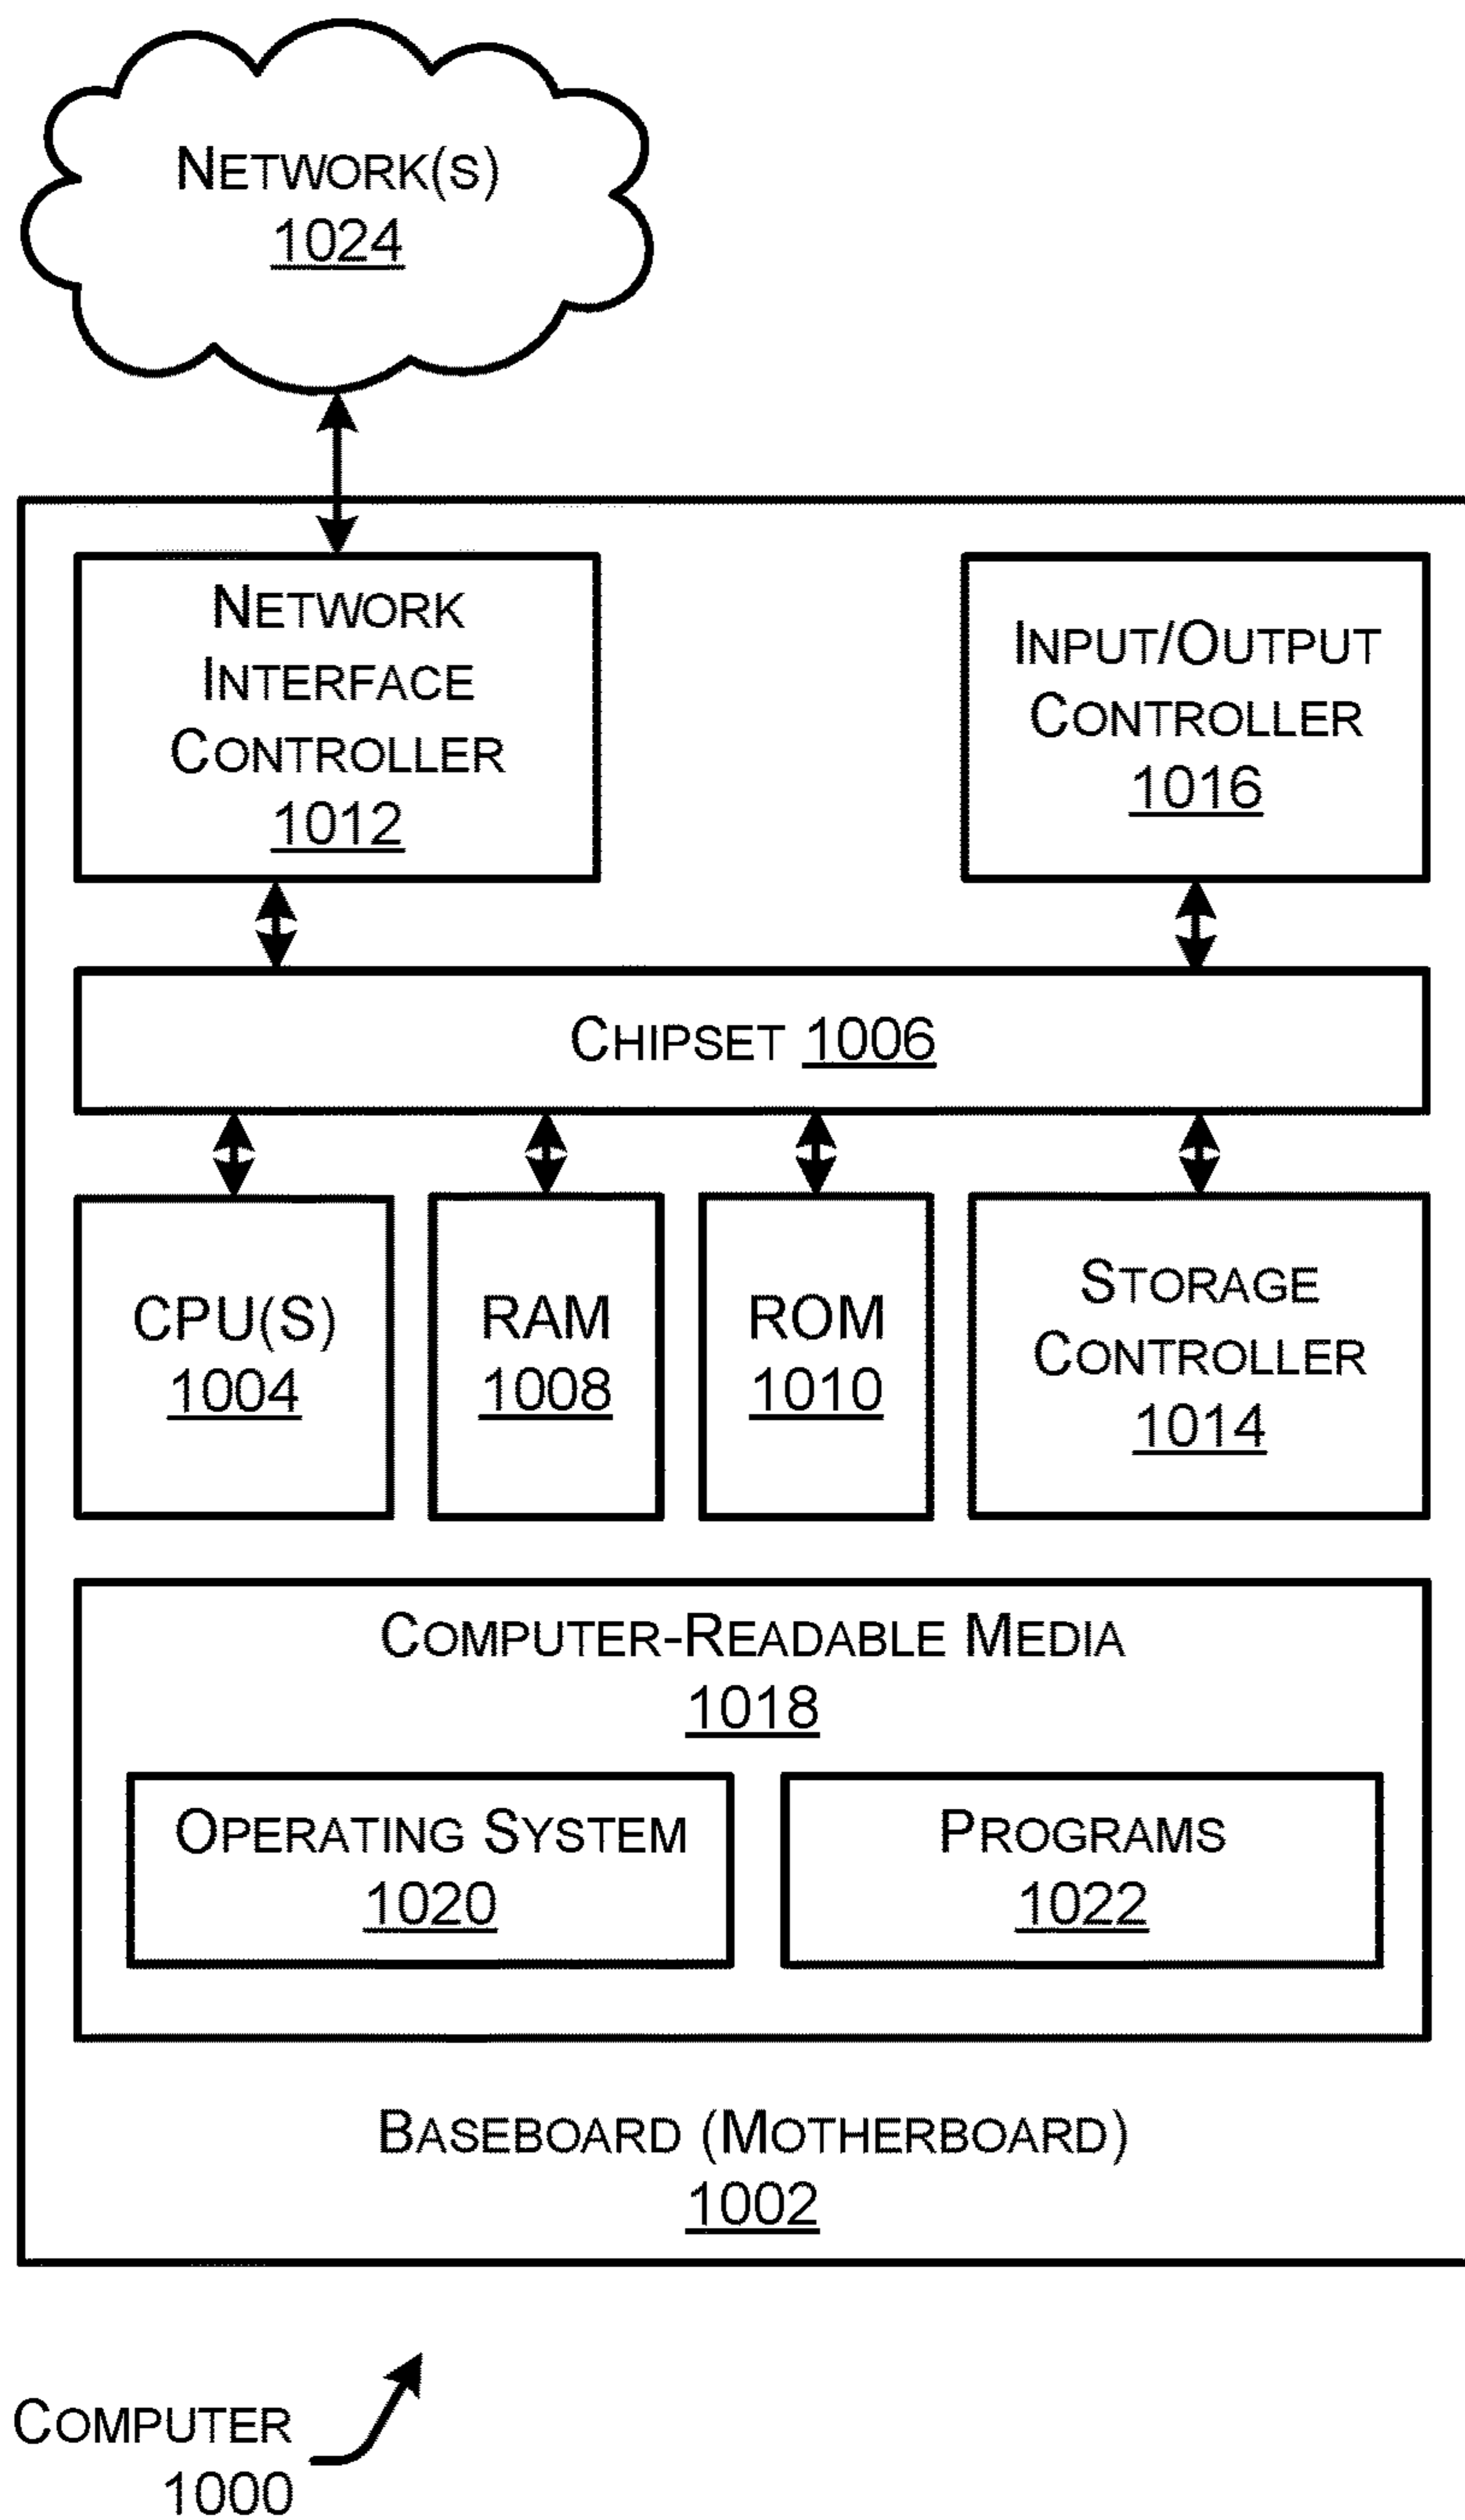 NETWORK(S)
1024
NETWORK
INTERFACE
CONTROLLER
1012
INPUT/OUTPUT
CONTROLLER
1016
CHIPSET 1006
CPU(S)
1004
RAM
1008
ROM
1010
STORAGE
CONTROLLER
1014
COMPUTER-READABLE MEDIA
1018
OPERATING SYSTEM
1020
PROGRAMS
1022
BASEBOARD (MOTHERBOARD)
1002
COMPUTER
1000